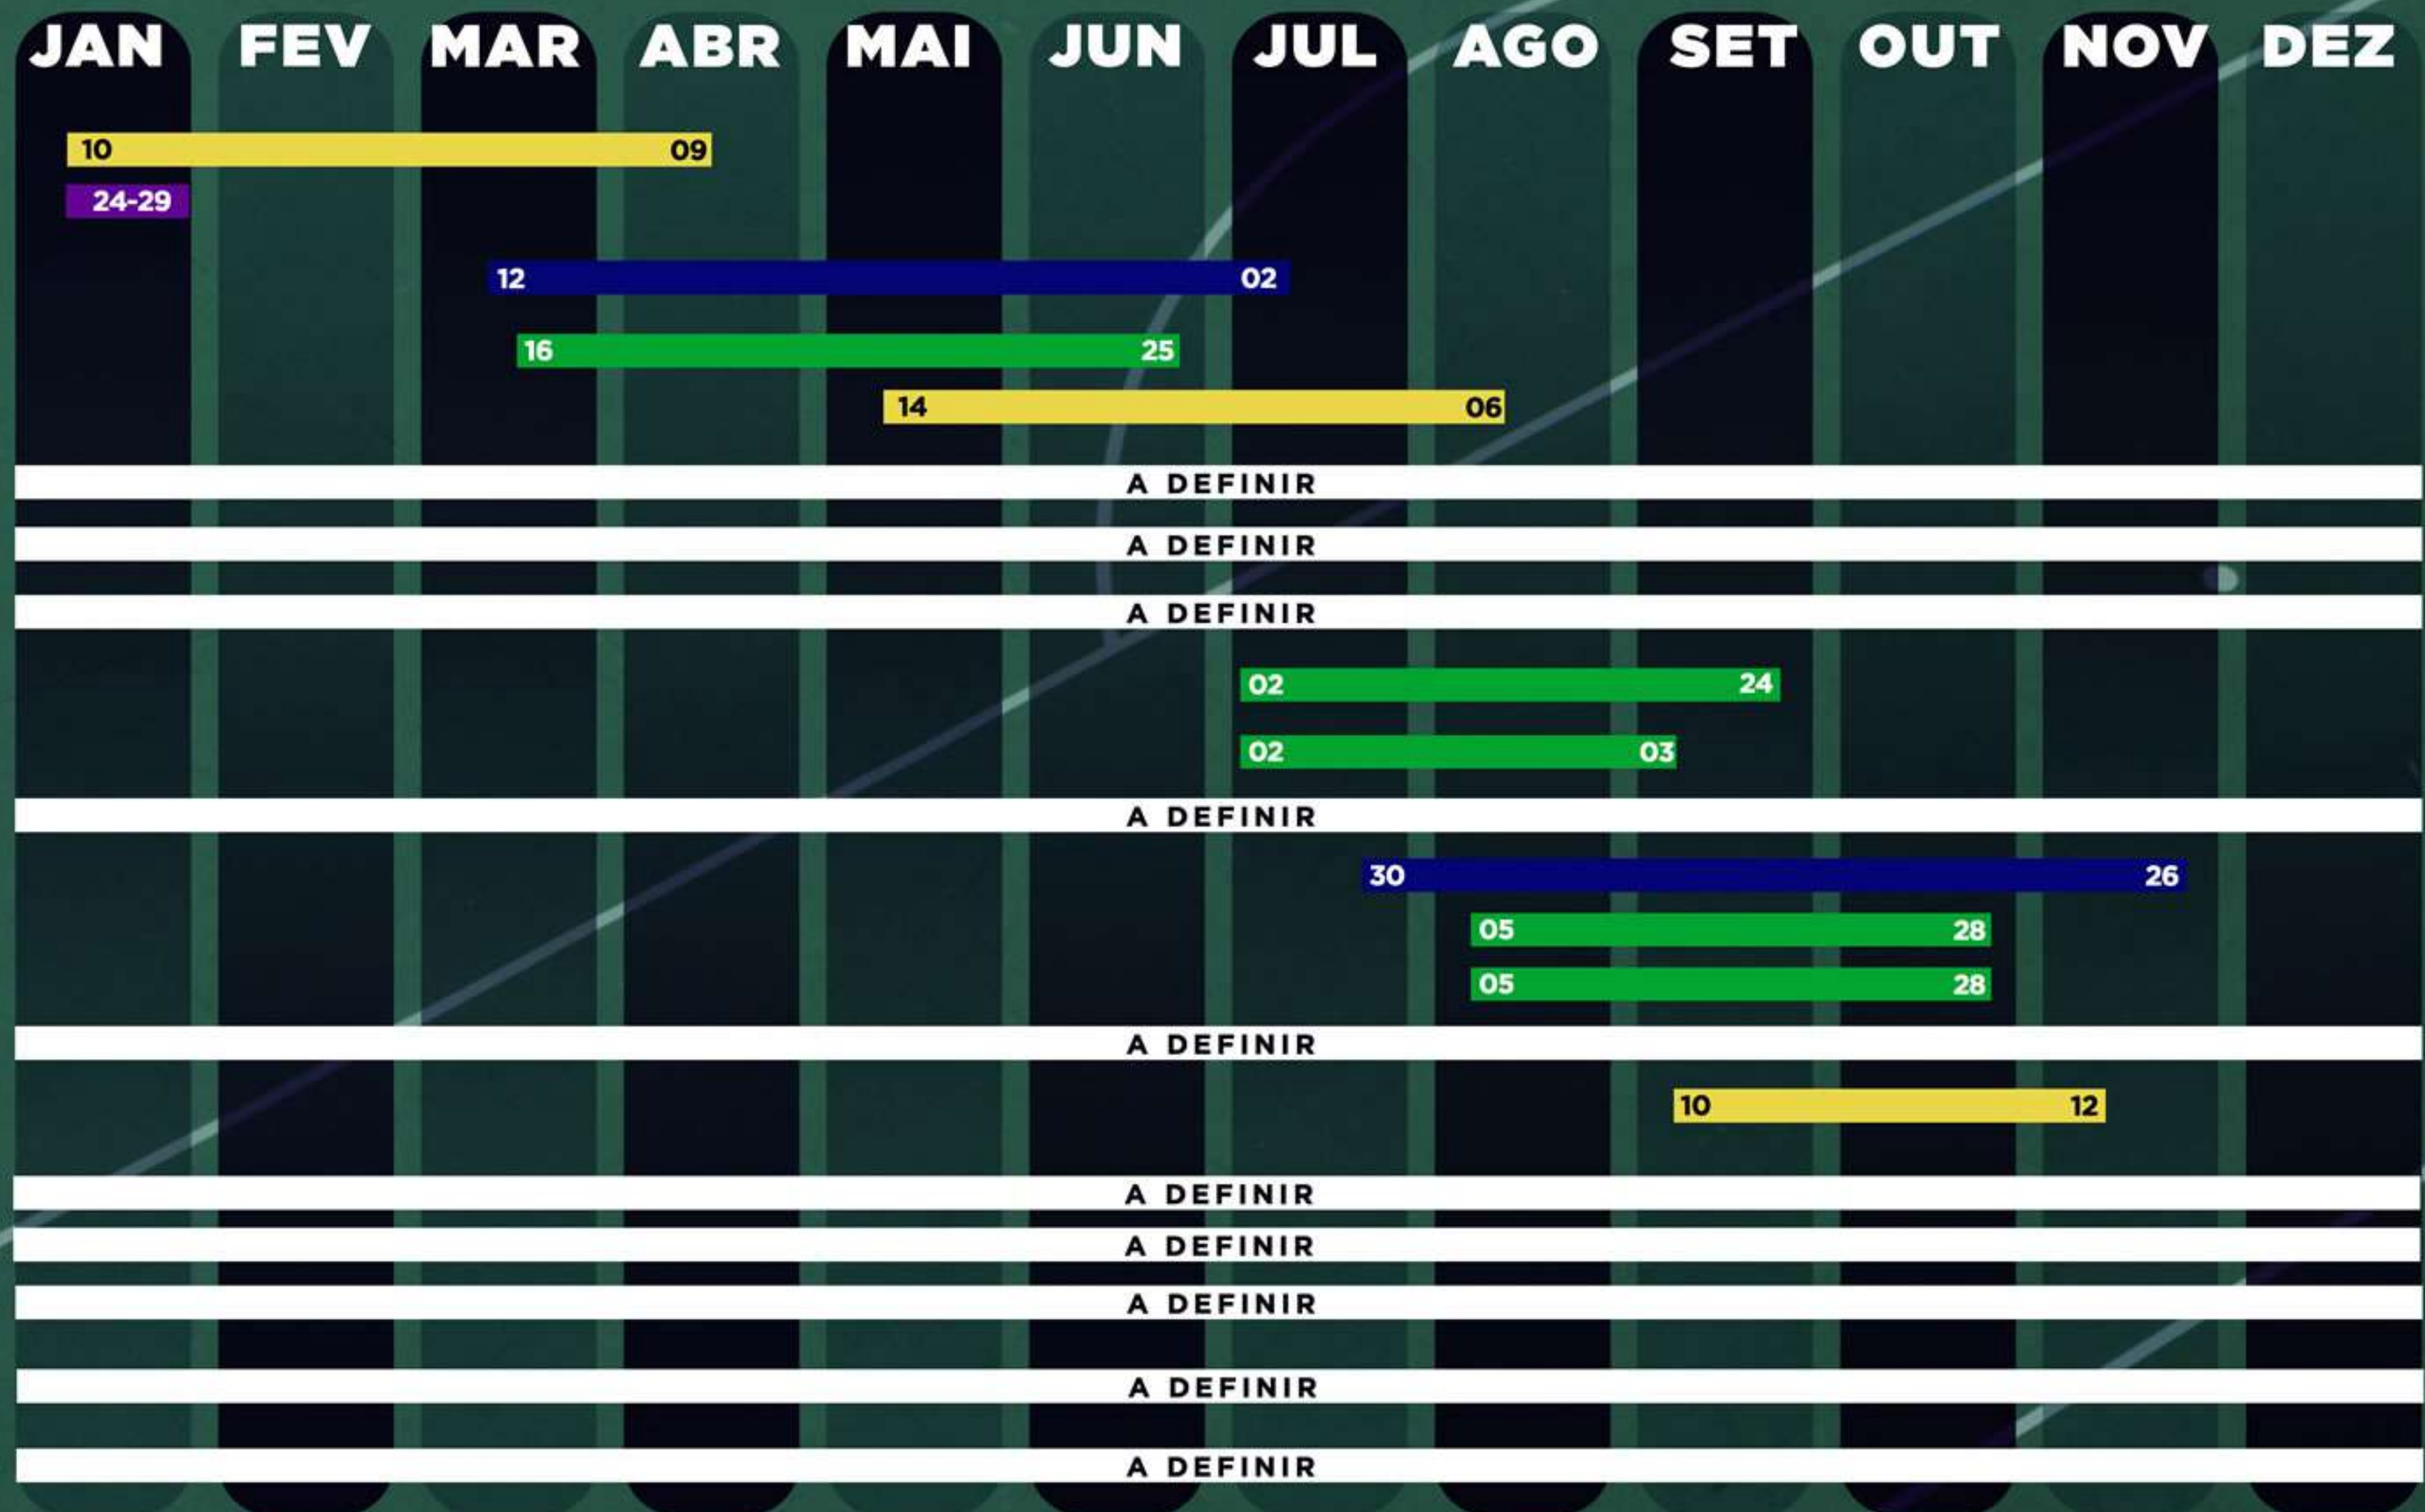 JAN FEV MAR ABR MAI JUN JUL AGO SET OUT NOV DEZ
10 09
24-29
12 02
16 25
14 06
A DEFINIR
A DEFINIR
A DEFINIR
02 24
02 03
A DEFINIR
30 26
05 28
05 28
A DEFINIR
10 12
A DEFINIR
A DEFINIR
A DEFINIR
A DEFINIR
A DEFINIR